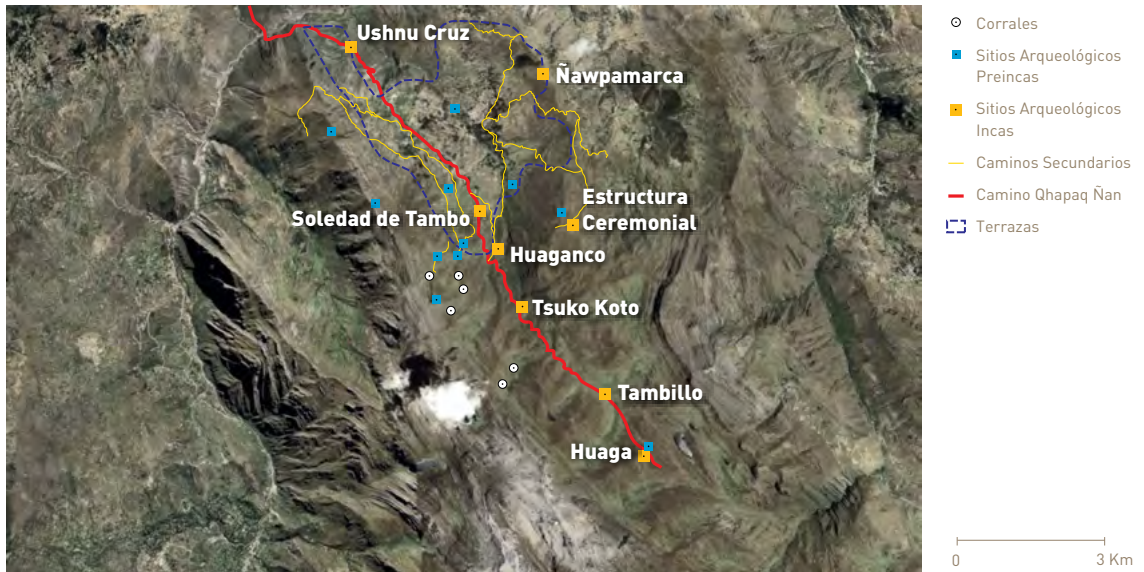 Ushnu Cruz
Ñawpamarca
Estructura
Ceremonial
Soledad de Tambo
Huaganco
Tsuko Koto
Tambillo
Huaga
Corrales
Sitios Arqueológicos
Preincas
Sitios Arqueológicos
Incas
Caminos Secundarios
Camino Qhapaq Ñan
Terrazas
0
3 Km